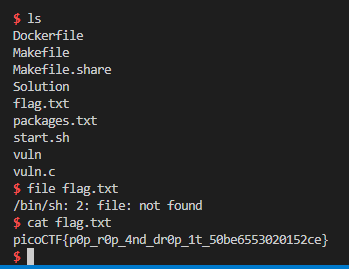 $ ls
Dockerfile
Makefile
Makefile.share
Solution
flag.txt
packages.txt
start.sh
vuln
vuln.c
$ file flag.txt
/bin/sh: 2: file: not found
$ cat flag.txt
picoCTF{p0p_r0p_4nd_dr0p_1t_50be6553020152ce}
$